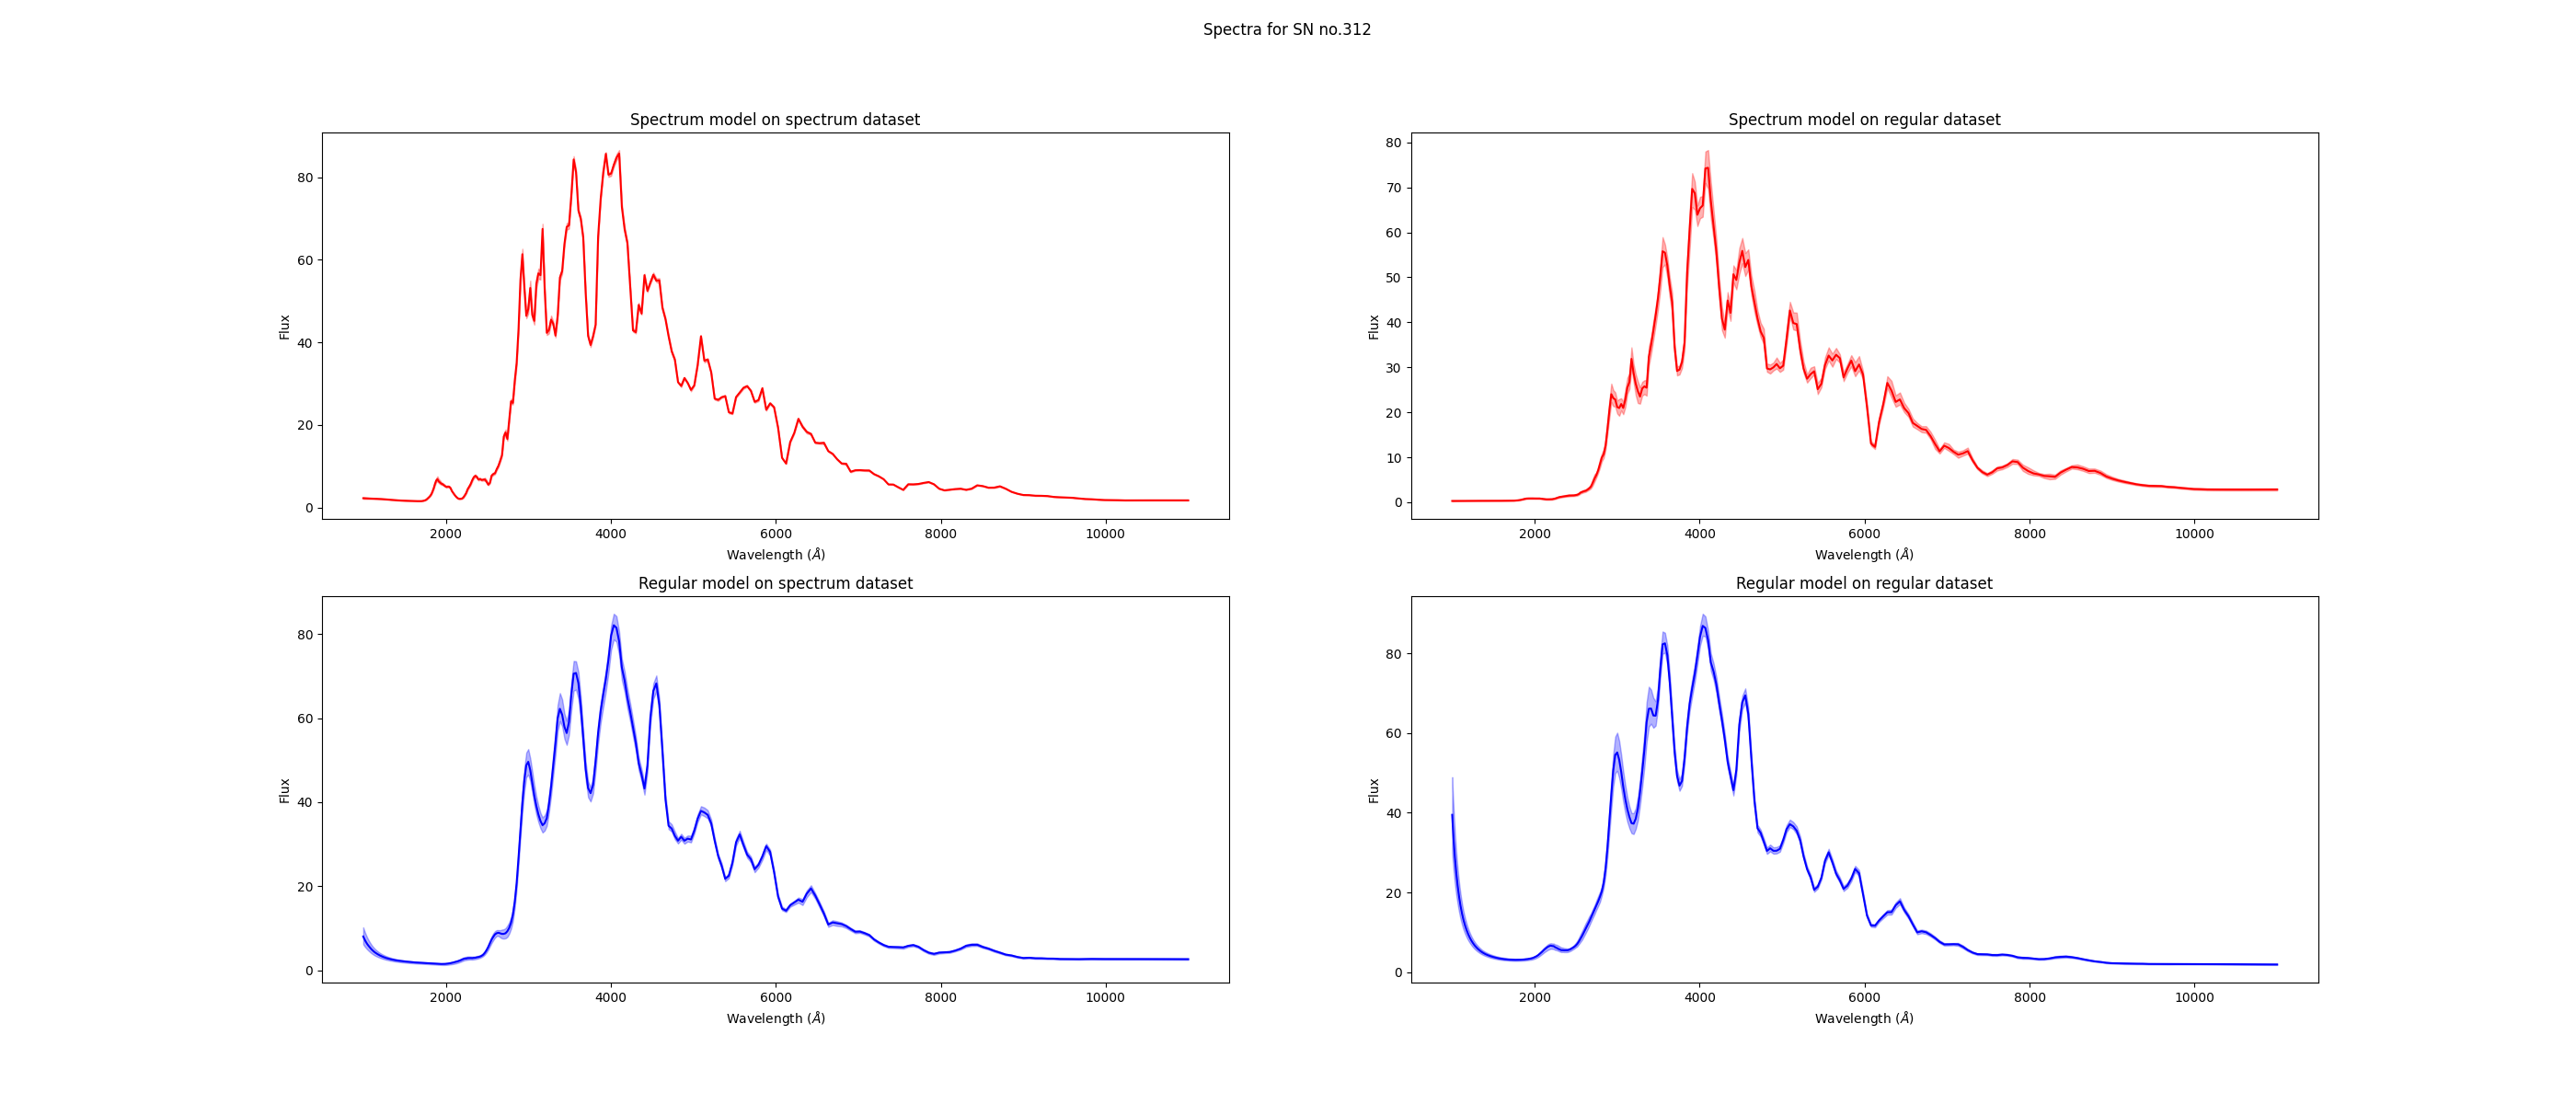 Spectra for SN no.312
Spectrum model on spectrum dataset
80
60
40
20
0
Flux
2000 4000 6000 8000 10000
Wavelength (Å)
Spectrum model on regular dataset
80
70
60
50
40
30
20
10
0
Flux
2000 4000 6000 8000 10000
Wavelength (Å)
Regular model on spectrum dataset
80
60
40
20
0
Flux
2000 4000 6000 8000 10000
Wavelength (Å)
Regular model on regular dataset
80
60
40
20
0
Flux
2000 4000 6000 8000 10000
Wavelength (Å)